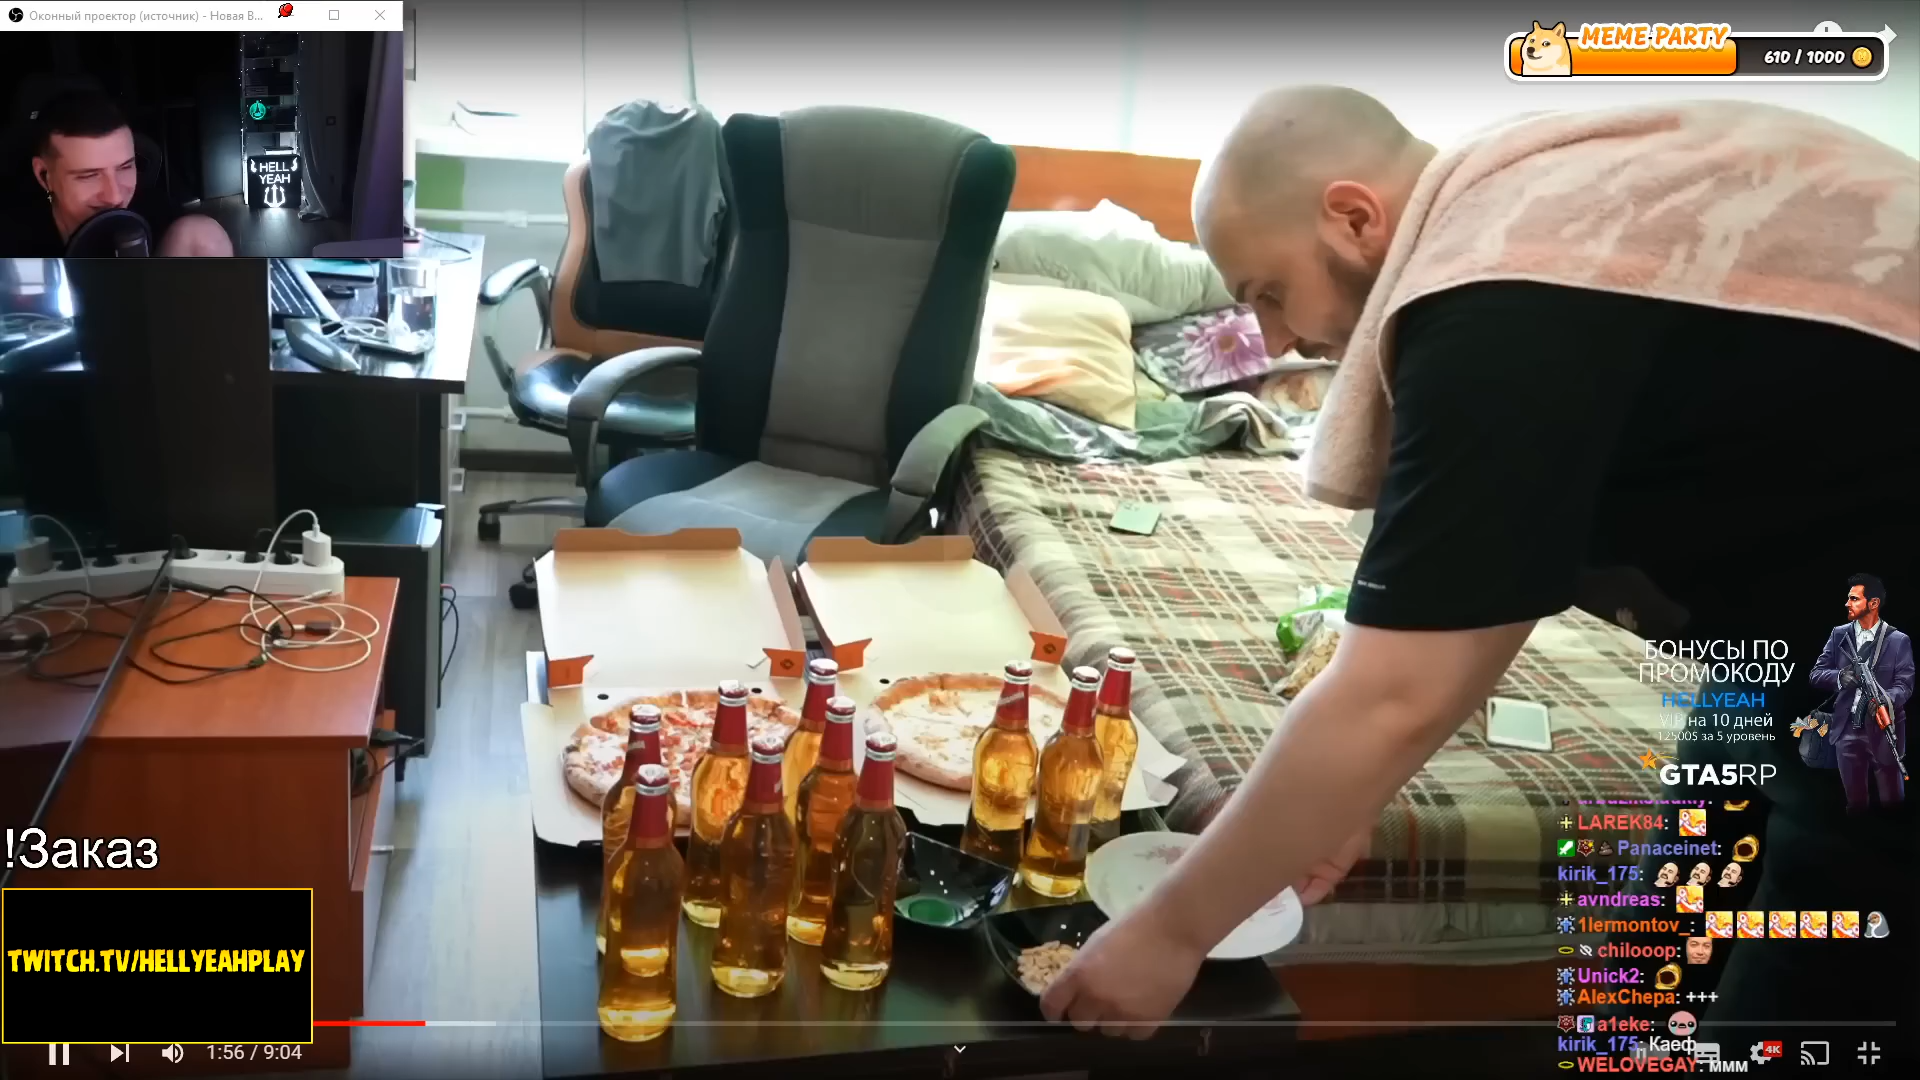 Оконный проектор (источник) - Новая В...
HELL
YEAH
MEME PARTY
610 / 1000
БОНУСЫ ПО
ПРОМОКОДУ
HELLYEAH
VIP на 10 дней
12500$ за 5 уровень
GTA5RP
!Заказ
TWITCH.TV/HELLYEAHPLAY
LAREK84:
Panaceinet:
kirik_175:
avndreas:
1lermontov_:
chilooop:
Unick2:
AlexChepa: +++
a1eke:
kirik_175: Каеф
WELOVEGAY: ммм
1:56 / 9:04
4K